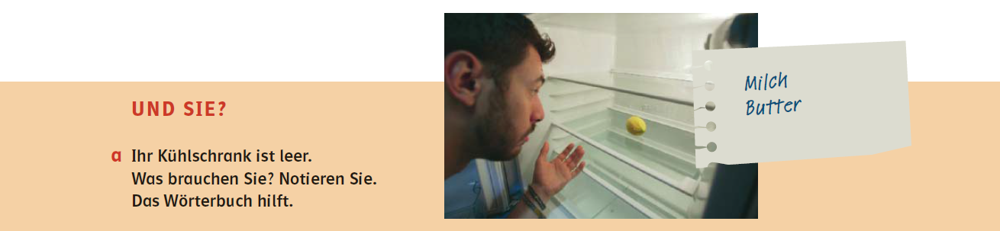 UND SIE?
a Ihr Kühlschrank ist leer.
Was brauchen Sie? Notieren Sie.
Das Wörterbuch hilft.
Milch
Butter